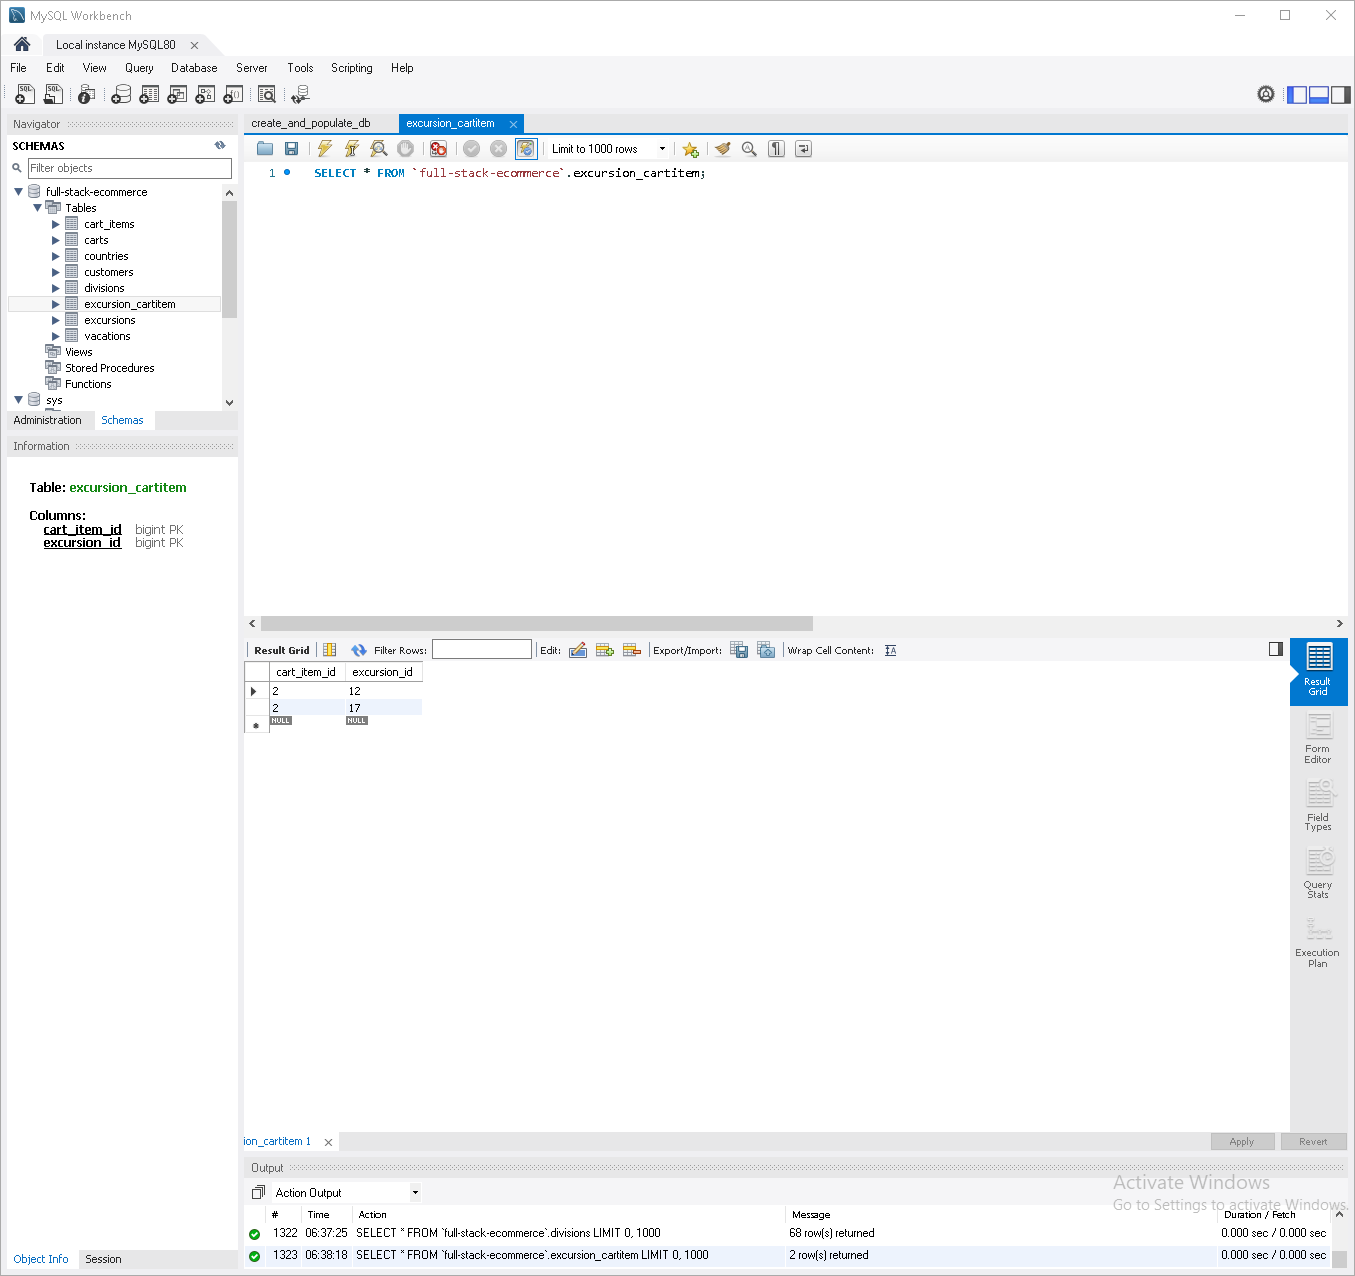 MySQL Workbench
Local instance MySQL80
File Edit View Query Database Server Tools Scripting Help
Navigator
SCHEMAS
Filter objects
full-stack-ecommerce
Tables
cart_items
carts
countries
customers
divisions
excursion_cartitem
excursions
vacations
Views
Stored Procedures
Functions
sys
Administration Schemas
Information
Table: excursion_cartitem
Columns:
cart_item_id bigint PK
excursion_id bigint PK
Object Info Session
create_and_populate_db excursion_cartitem
Limit to 1000 rows
1 SELECT * FROM `full-stack-ecommerce`.excursion_cartitem;
Result Grid Filter Rows: Edit: Export/Import: Wrap Cell Content:
cart_item_id excursion_id
2 12
2 17
NULL NULL
Result
Grid
Form
Editor
Field
Types
Query
Stats
Execution
Plan
ion_cartitem 1
Apply Revert
Output
Action Output
Activate Windows
Go to Settings to activate Windows.
# Time Action Message Duration / Fetch
1322 06:37:25 SELECT * FROM `full-stack-ecommerce`.divisions LIMIT 0, 1000 68 row(s) returned 0.000 sec / 0.000 sec
1323 06:38:18 SELECT * FROM `full-stack-ecommerce`.excursion_cartitem LIMIT 0, 1000 2 row(s) returned 0.000 sec / 0.000 sec